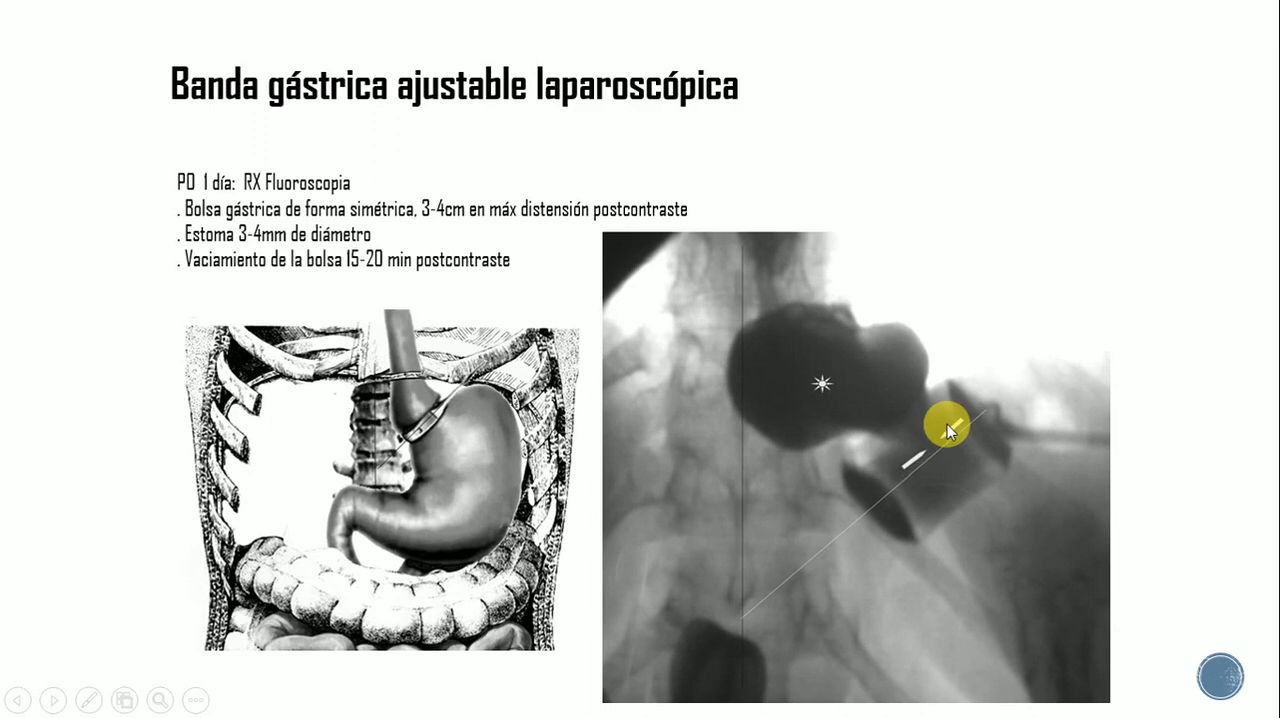 Banda gástrica ajustable laparoscópica
PO 1 día: RX Fluoroscopia
. Bolsa gástrica de forma simétrica, 3-4cm en máx distensión postcontraste
. Estoma 3-4mm de diámetro
. Vaciamiento de la bolsa 15-20 min postcontraste